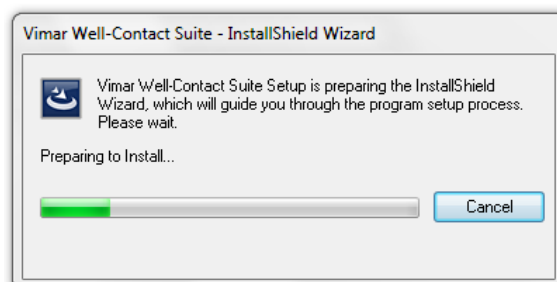 Vimar Well-Contact Suite - InstallShield Wizard
Vimar Well-Contact Suite Setup is preparing the InstallShield
Wizard, which will guide you through the program setup process.
Please wait.
Preparing to Install...
Cancel